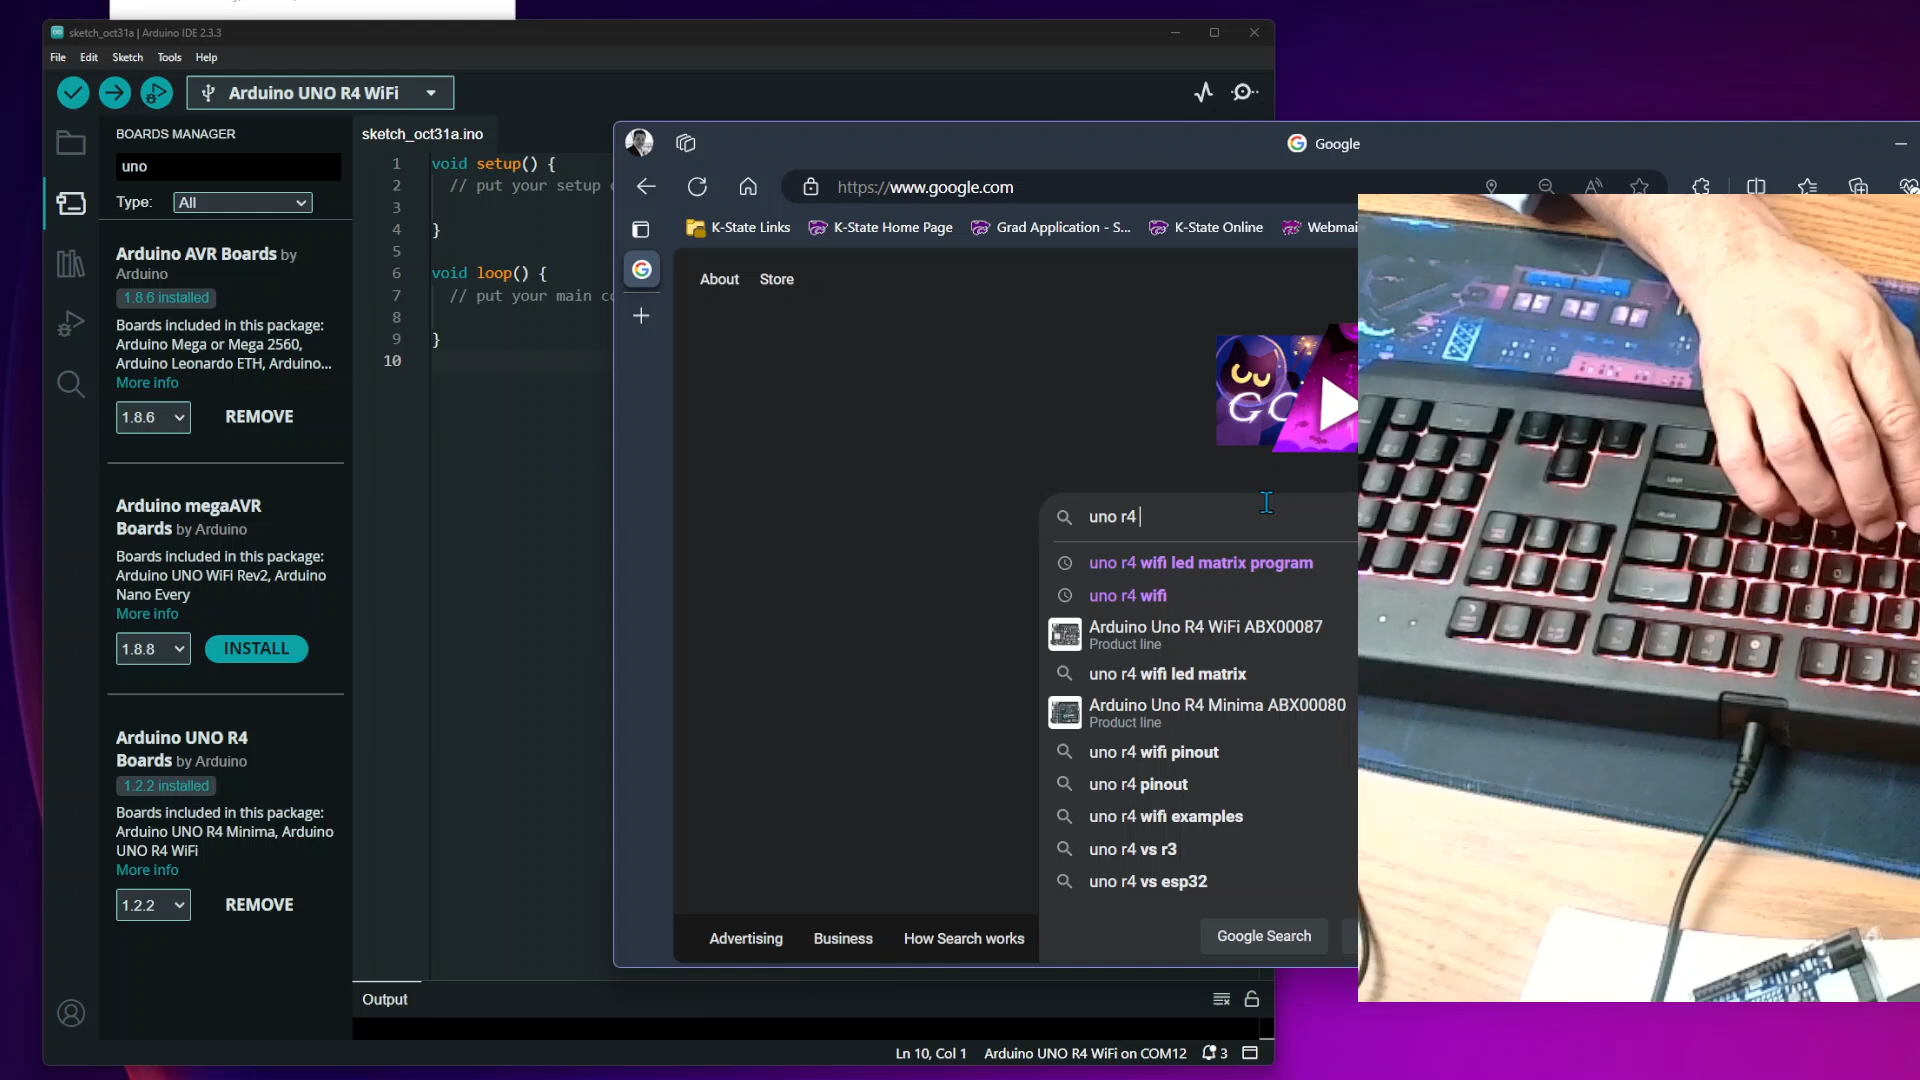 sketch_oct31a | Arduino IDE 2.3.3
File Edit Sketch Tools Help
Arduino UNO R4 WiFi
BOARDS MANAGER
uno
Type: All
Arduino AVR Boards by
Arduino
1.8.6 installed
Boards included in this package:
Arduino Mega or Mega 2560,
Arduino Leonardo ETH, Arduino...
More info
1.8.6 REMOVE
Arduino megaAVR
Boards by Arduino
Boards included in this package:
Arduino UNO WiFi Rev2, Arduino
Nano Every
More info
1.8.8 INSTALL
Arduino UNO R4
Boards by Arduino
1.2.2 installed
Boards included in this package:
Arduino UNO R4 Minima, Arduino
UNO R4 WiFi
More info
1.2.2 REMOVE
sketch_oct31a.ino
1 void setup() {
2 // put your setup
3
4 }
5
6 void loop() {
7 // put your main
8
9 }
10
Google
https://www.google.com
K-State Links K-State Home Page Grad Application - S... K-State Online Webmai
About Store
GO
uno r4
uno r4 wifi led matrix program
uno r4 wifi
Arduino Uno R4 WiFi ABX00087
Product line
uno r4 wifi led matrix
Arduino Uno R4 Minima ABX00080
Product line
uno r4 wifi pinout
uno r4 pinout
uno r4 wifi examples
uno r4 vs r3
uno r4 vs esp32
Google Search
Advertising Business How Search works
Output
Ln 10, Col 1 Arduino UNO R4 WiFi on COM12 3